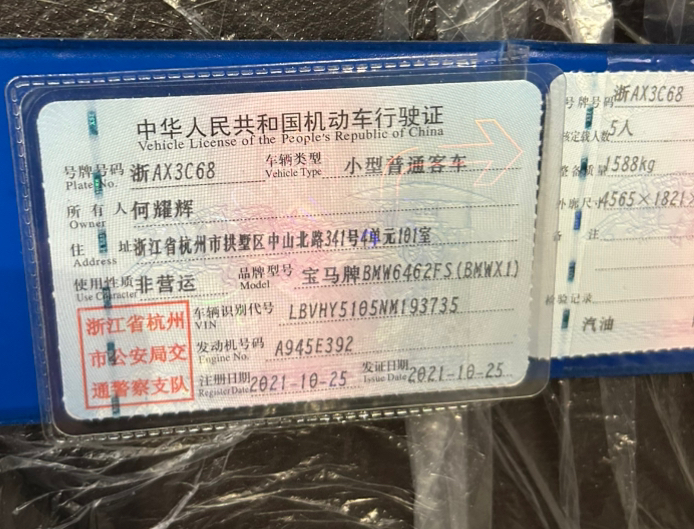 中华人民共和国机动车行驶证
Vehicle License of the People's Republic of China
号牌号码 浙AX3C68 车辆类型 小型普通客车
Plate No. Vehicle Type
所有人 何耀辉
Owner
住址 浙江省杭州市拱墅区中山北路341号4单元101室
Address
使用性质 非营运 品牌型号 宝马牌BMW6462FS(BMWX1)
Use Character Model
浙江省杭州
市公安局交
通警察支队
车辆识别代号 LBVHY5105NM193735
VIN
发动机号码 A945E392
Engine No.
注册日期 2021-10-25 发证日期 2021-10-25
Register Date Issue Date
号牌号码 浙AX3C68
核定载人数 5人
整备质量 1588kg
外廓尺寸 4565×1821×
备注
检验记录
汽油